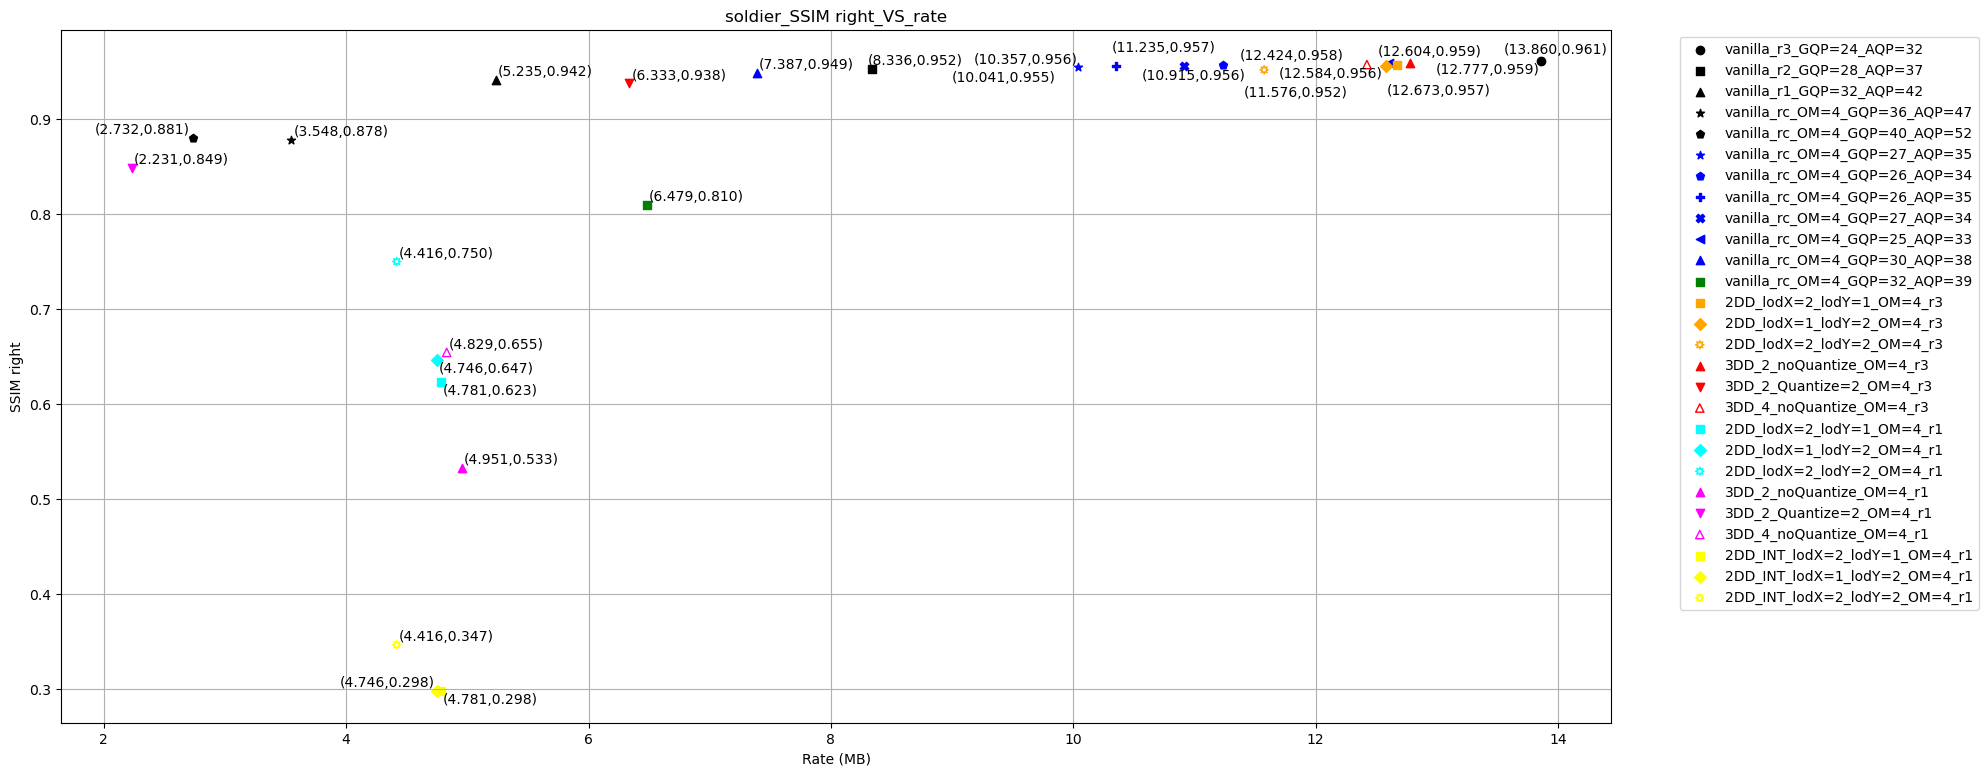 soldier_SSIM right_VS_rate
(13.860,0.961)
(12.604,0.959)
(11.235,0.957)
(12.424,0.958)
(10.357,0.956)
(8.336,0.952)
(7.387,0.949)
(5.235,0.942)
(6.333,0.938)
(10.041,0.955)
(10.915,0.956)
(12.584,0.956)
(12.777,0.959)
(11.576,0.952)
(12.673,0.957)
(2.732,0.881)
(3.548,0.878)
(2.231,0.849)
(6.479,0.810)
(4.416,0.750)
(4.829,0.655)
(4.746,0.647)
(4.781,0.623)
(4.951,0.533)
(4.416,0.347)
(4.746,0.298)
(4.781,0.298)
SSIM right
0.9
0.8
0.7
0.6
0.5
0.4
0.3
2 4 6 8 10 12 14
Rate (MB)
vanilla_r3_GQP=24_AQP=32
vanilla_r2_GQP=28_AQP=37
vanilla_r1_GQP=32_AQP=42
vanilla_rc_OM=4_GQP=36_AQP=47
vanilla_rc_OM=4_GQP=40_AQP=52
vanilla_rc_OM=4_GQP=27_AQP=35
vanilla_rc_OM=4_GQP=26_AQP=34
vanilla_rc_OM=4_GQP=26_AQP=35
vanilla_rc_OM=4_GQP=27_AQP=34
vanilla_rc_OM=4_GQP=25_AQP=33
vanilla_rc_OM=4_GQP=30_AQP=38
vanilla_rc_OM=4_GQP=32_AQP=39
2DD_lodX=2_lodY=1_OM=4_r3
2DD_lodX=1_lodY=2_OM=4_r3
2DD_lodX=2_lodY=2_OM=4_r3
3DD_2_noQuantize_OM=4_r3
3DD_2_Quantize=2_OM=4_r3
3DD_4_noQuantize_OM=4_r3
2DD_lodX=2_lodY=1_OM=4_r1
2DD_lodX=1_lodY=2_OM=4_r1
2DD_lodX=2_lodY=2_OM=4_r1
3DD_2_noQuantize_OM=4_r1
3DD_2_Quantize=2_OM=4_r1
3DD_4_noQuantize_OM=4_r1
2DD_INT_lodX=2_lodY=1_OM=4_r1
2DD_INT_lodX=1_lodY=2_OM=4_r1
2DD_INT_lodX=2_lodY=2_OM=4_r1